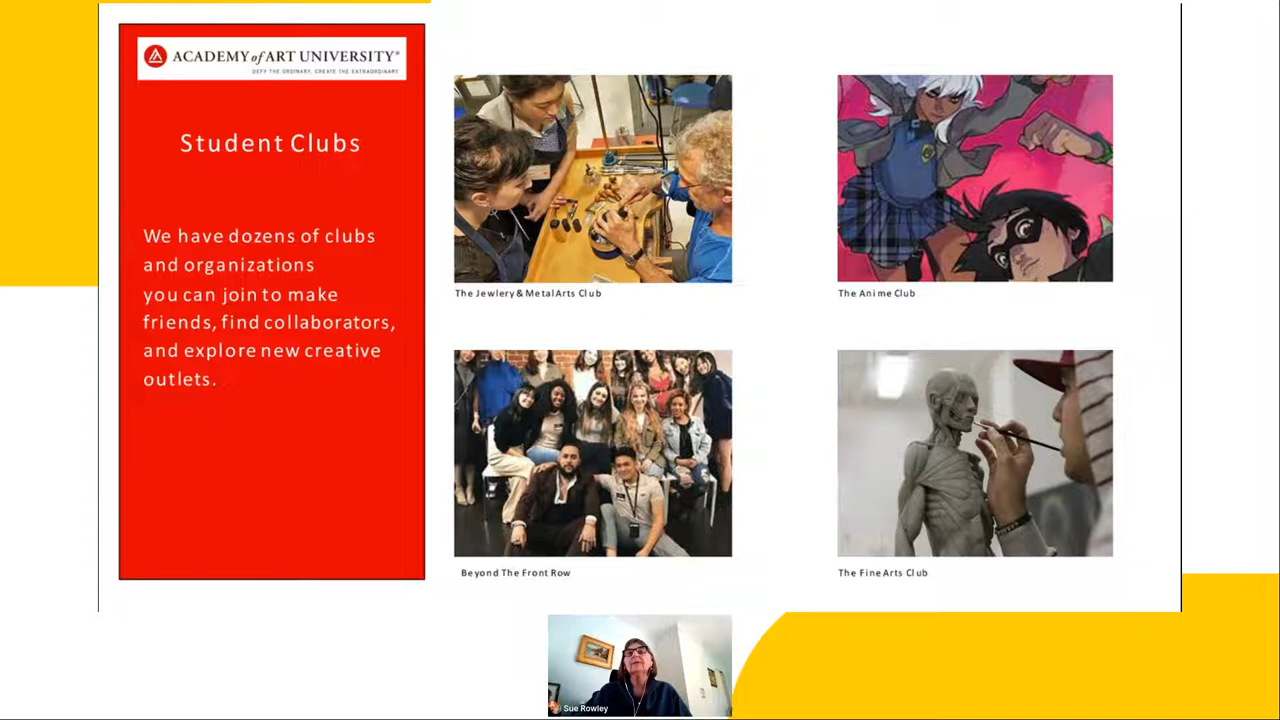 ACADEMY of ART UNIVERSITY®
DEFY THE ORDINARY, CREATE THE EXTRAORDINARY
Student Clubs
We have dozens of clubs
and organizations
you can join to make
friends, find collaborators,
and explore new creative
outlets.
The Jewlery & Metal Arts Club
The Anime Club
Beyond The Front Row
The Fine Arts Club
Sue Rowley